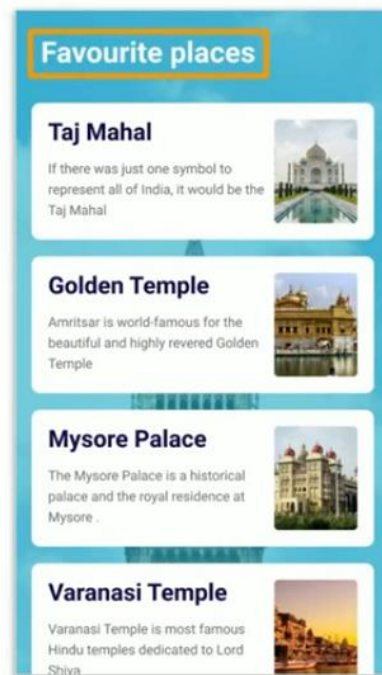 Favourite places
Taj Mahal
If there was just one symbol to
represent all of India, it would be the
Taj Mahal
Golden Temple
Amritsar is world-famous for the
beautiful and highly revered Golden
Temple
Mysore Palace
The Mysore Palace is a historical
palace and the royal residence at
Mysore .
Varanasi Temple
Varanasi Temple is most famous
Hindu temples dedicated to Lord
Shiva